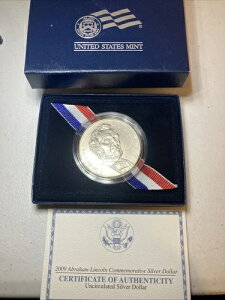 UNITED STATES MINT
2009 Abraham Lincoln Commemorative Silver Dollar
CERTIFICATE OF AUTHENTICITY
Uncirculated Silver Dollar